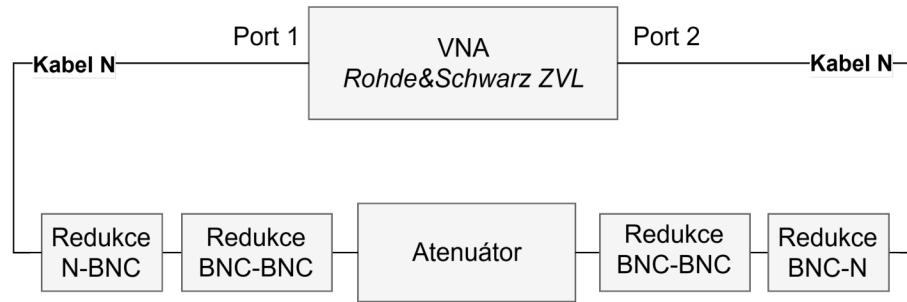 Port 1
VNA
Rohde&Schwarz ZVL
Port 2
Kabel N
Kabel N
Redukce
N-BNC
Redukce
BNC-BNC
Atenuátor
Redukce
BNC-BNC
Redukce
BNC-N